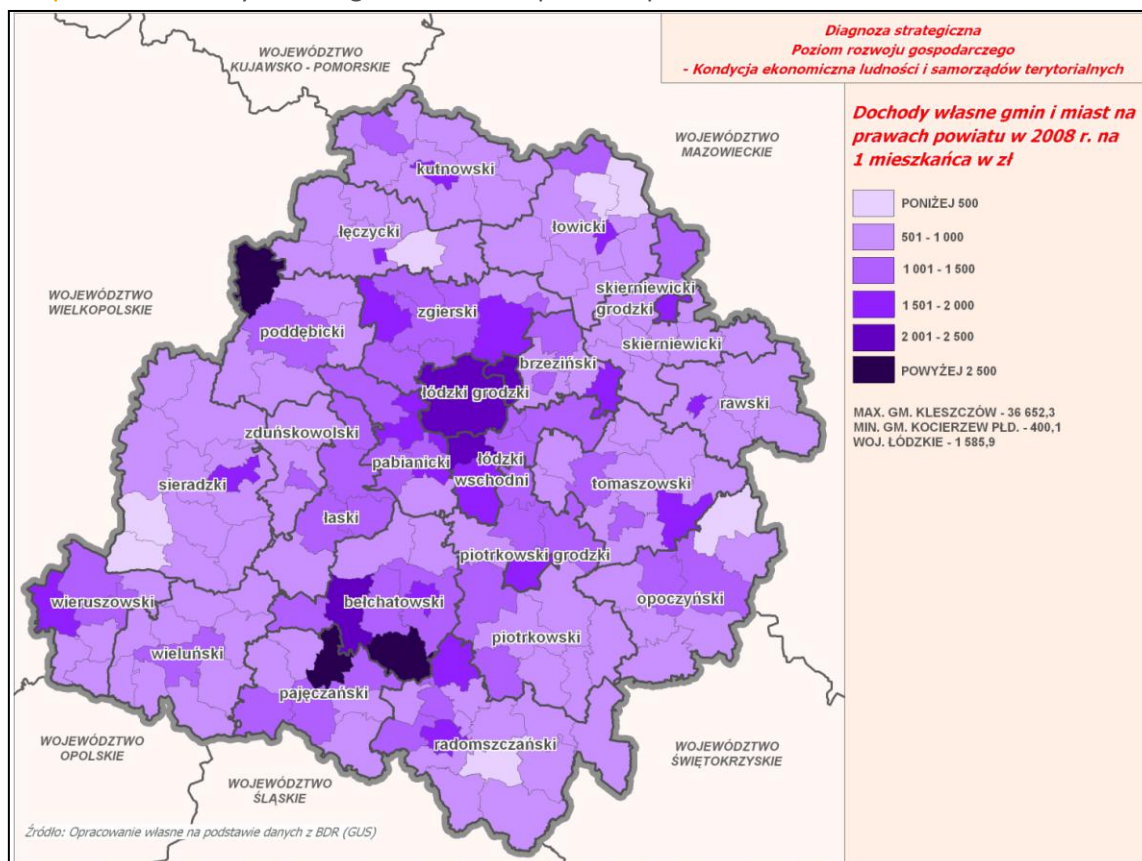 Diagnoza strategiczna
Poziom rozwoju gospodarczego
- Kondycja ekonomiczna ludności i samorządów terytorialnych
Dochody własne gmin i miast na
prawach powiatu w 2008 r. na
1 mieszkańca w zł
PONIŻEJ 500
501 - 1 000
1 001 - 1 500
1 501 - 2 000
2 001 - 2 500
POWYŻEJ 2 500
MAX. GM. KLESZCZÓW - 36 652,3
MIN. GM. KOCIERZEW PŁD. - 400,1
WOJ. ŁÓDZKIE - 1 585,9
WOJEWÓDZTWO
KUJAWSKO - POMORSKIE
WOJEWÓDZTWO
MAZOWIECKIE
WOJEWÓDZTWO
WIELKOPOLSKIE
kutnowski
łęczycki
łowicki
skierniewicki
grodzki
zgierski
poddębicki
brzeziński
skierniewicki
łódzki grodzki
rawski
zduńskowolski
pabianicki
łódzki
wschodni
sieradzki
tomaszowski
łaski
piotrkowski grodzki
wieruszowski
bełchatowski
opoczyński
piotrkowski
wieluński
pajęczański
radomszczański
WOJEWÓDZTWO
OPOLSKIE
WOJEWÓDZTWO
ŚLĄSKIE
WOJEWÓDZTWO
ŚWIĘTOKRZYSKIE
Źródło: Opracowanie własne na podstawie danych z BDR (GUS)